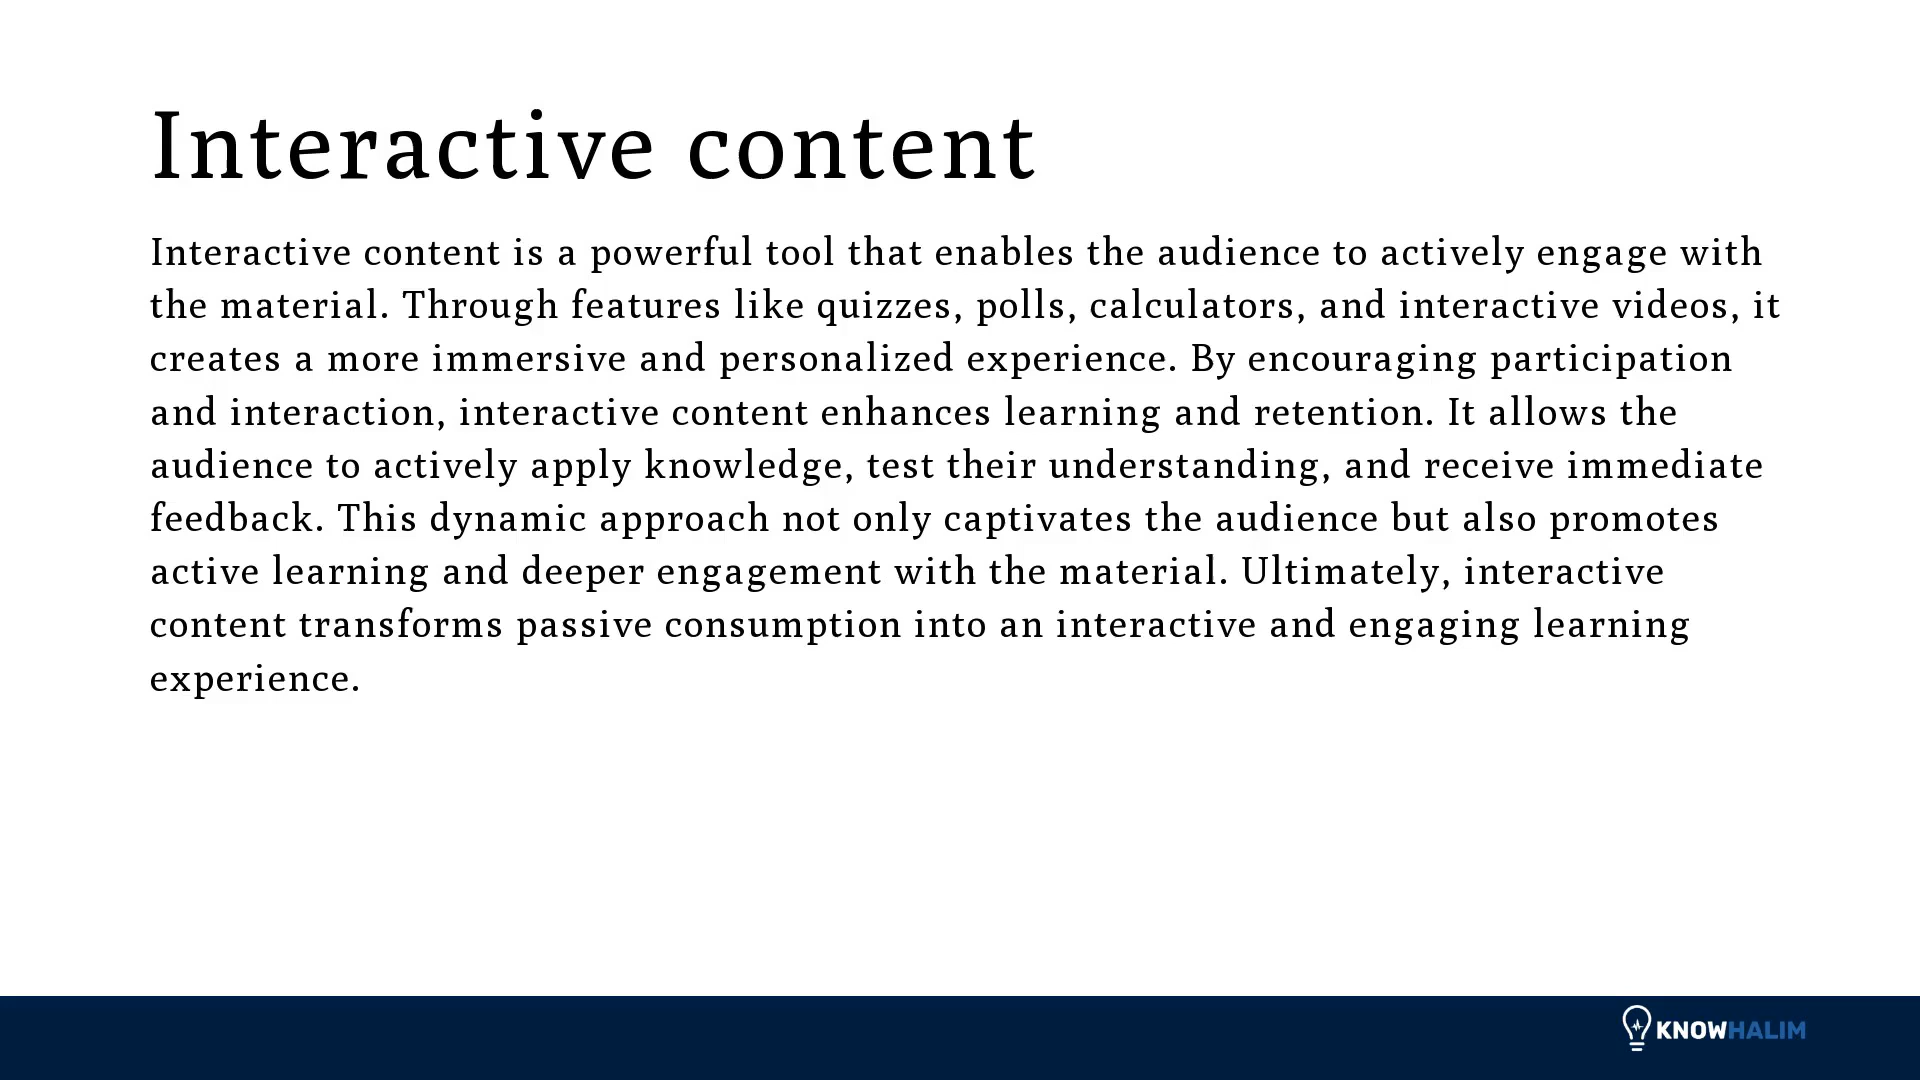 Interactive content
Interactive content is a powerful tool that enables the audience to actively engage with
the material. Through features like quizzes, polls, calculators, and interactive videos, it
creates a more immersive and personalized experience. By encouraging participation
and interaction, interactive content enhances learning and retention. It allows the
audience to actively apply knowledge, test their understanding, and receive immediate
feedback. This dynamic approach not only captivates the audience but also promotes
active learning and deeper engagement with the material. Ultimately, interactive
content transforms passive consumption into an interactive and engaging learning
experience.
KNOWHALIM